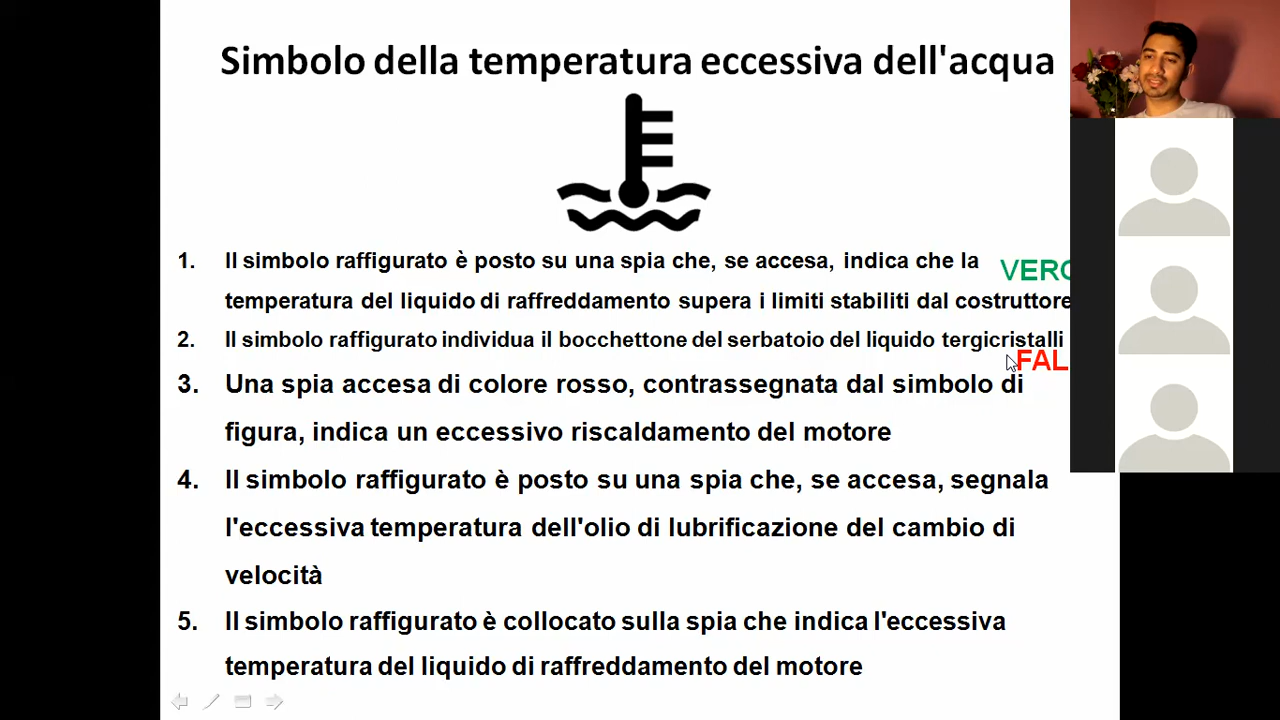 Simbolo della temperatura eccessiva dell'acqua
1. Il simbolo raffigurato è posto su una spia che, se accesa, indica che la
VERO
temperatura del liquido di raffreddamento supera i limiti stabiliti dal costruttore
2. Il simbolo raffigurato individua il bocchettone del serbatoio del liquido tergicristalli
FAL
3. Una spia accesa di colore rosso, contrassegnata dal simbolo di
figura, indica un eccessivo riscaldamento del motore
4. Il simbolo raffigurato è posto su una spia che, se accesa, segnala
l'eccessiva temperatura dell'olio di lubrificazione del cambio di
velocità
5. Il simbolo raffigurato è collocato sulla spia che indica l'eccessiva
temperatura del liquido di raffreddamento del motore